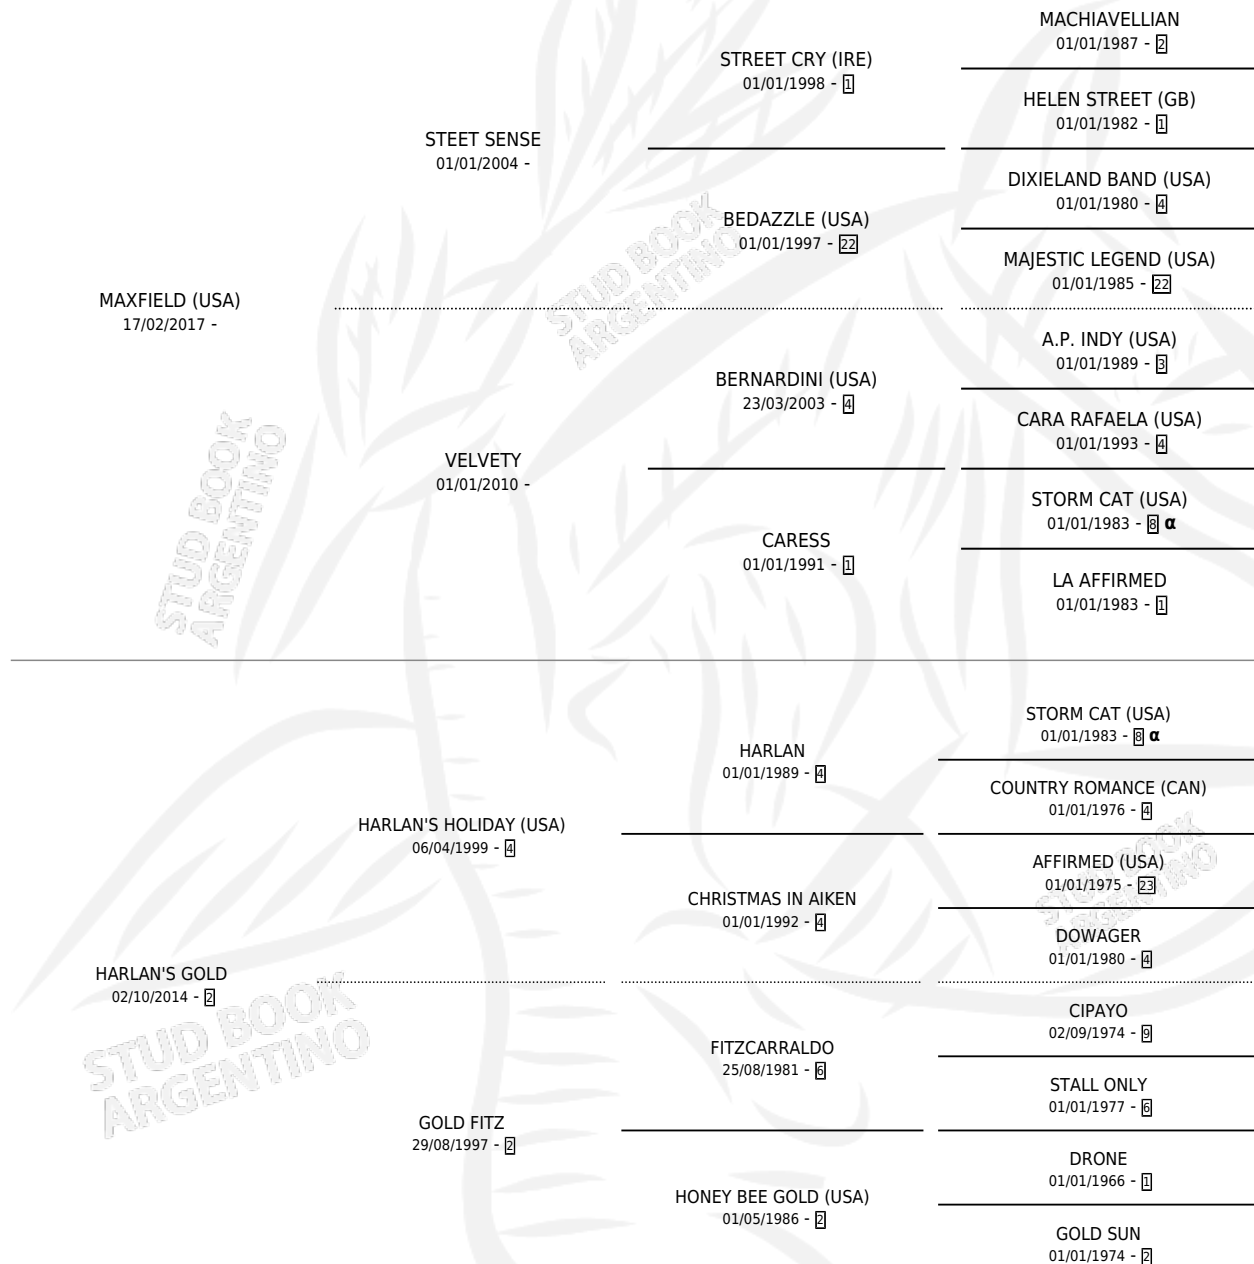 MACHIAVELLIAN
01/01/1987 - 2
STREET CRY (IRE)
01/01/1998 - 1
HELEN STREET (GB)
01/01/1982 - 1
STEET SENSE
01/01/2004 -
DIXIELAND BAND (USA)
01/01/1980 - 4
BEDAZZLE (USA)
01/01/1997 - 22
MAJESTIC LEGEND (USA)
01/01/1985 - 22
MAXFIELD (USA)
17/02/2017 -
A.P. INDY (USA)
01/01/1989 - 3
BERNARDINI (USA)
23/03/2003 - 4
CARA RAFAELA (USA)
01/01/1993 - 4
VELVETY
01/01/2010 -
STORM CAT (USA)
01/01/1983 - 8 α
CARESS
01/01/1991 - 1
LA AFFIRMED
01/01/1983 - 1
STORM CAT (USA)
01/01/1983 - 8 α
HARLAN
01/01/1989 - 4
COUNTRY ROMANCE (CAN)
01/01/1976 - 4
HARLAN'S HOLIDAY (USA)
06/04/1999 - 4
AFFIRMED (USA)
01/01/1975 - 23
CHRISTMAS IN AIKEN
01/01/1992 - 4
DOWAGER
01/01/1980 - 4
HARLAN'S GOLD
02/10/2014 - 2
CIPAYO
02/09/1974 - 9
FITZCARRALDO
25/08/1981 - 6
STALL ONLY
01/01/1977 - 6
GOLD FITZ
29/08/1997 - 2
DRONE
01/01/1966 - 1
HONEY BEE GOLD (USA)
01/05/1986 - 2
GOLD SUN
01/01/1974 - 2
STUD BOOK
ARGENTINO
STUD BOOK
ARGENTINO
STUD BOOK
ARGENTINO
STUD BOOK
ARGENTINO